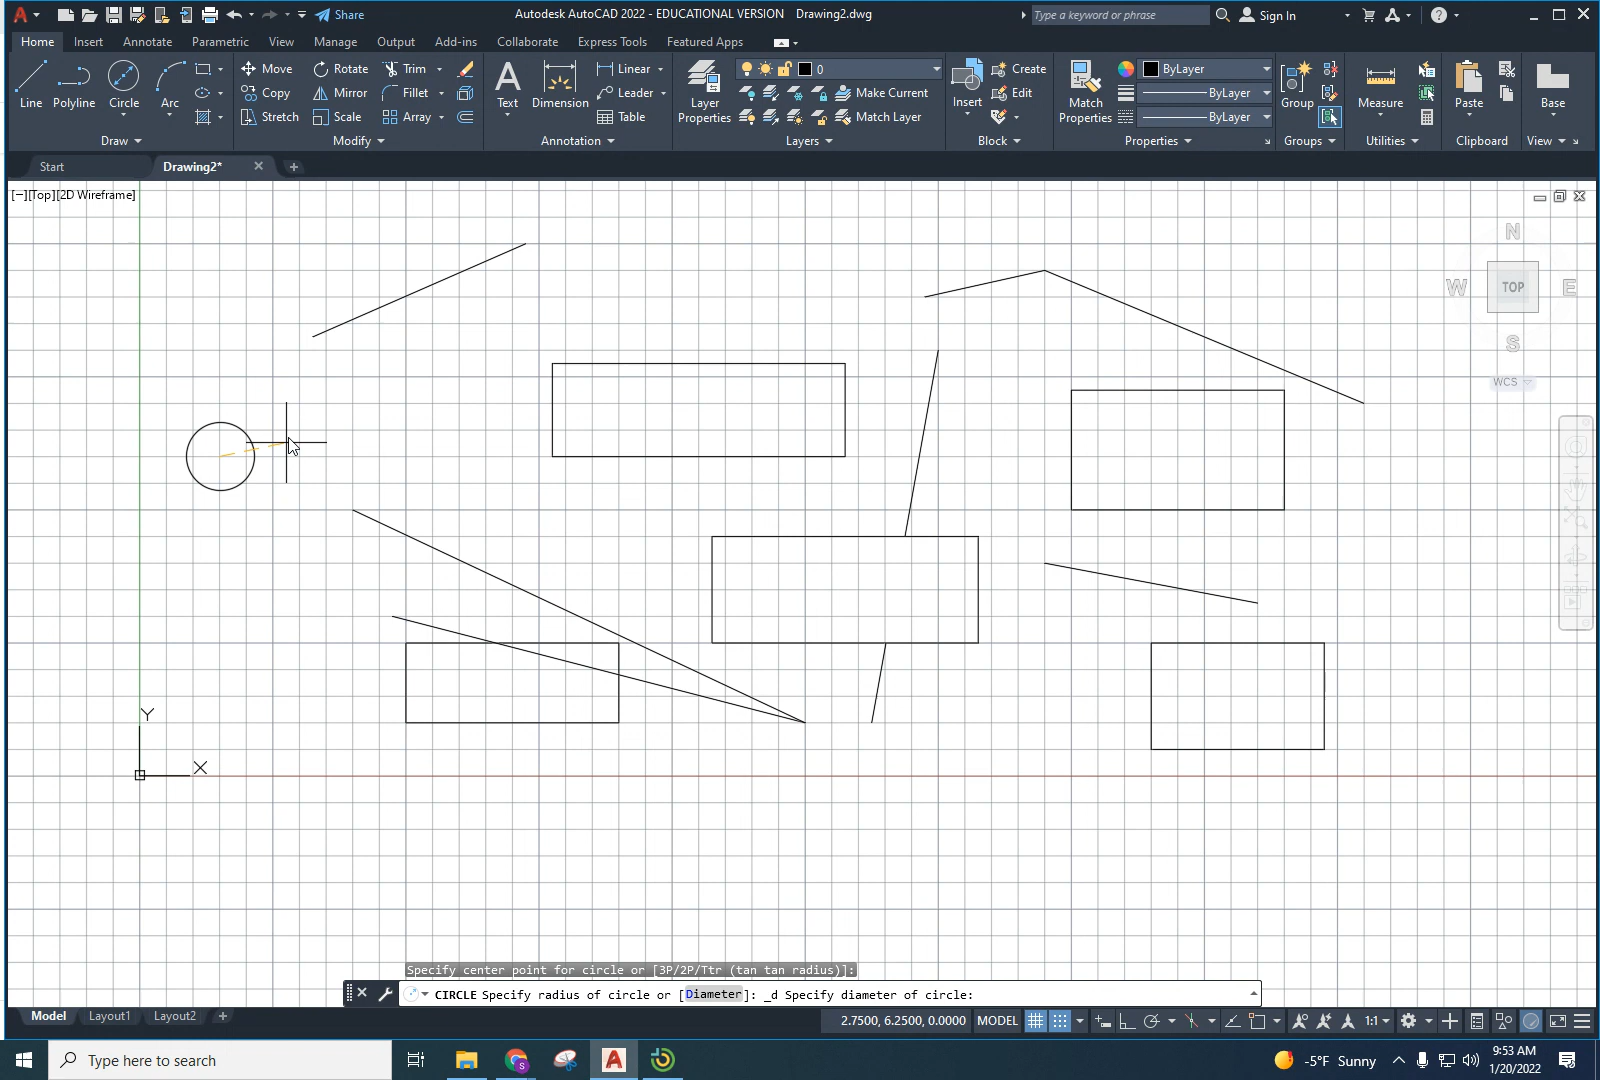 Share
Autodesk AutoCAD 2022 - EDUCATIONAL VERSION Drawing2.dwg
Type a keyword or phrase
Sign In
Home Insert Annotate Parametric View Manage Output Add-ins Collaborate Express Tools Featured Apps
Line
Polyline
Circle
Arc
Draw
Move
Rotate
Trim
Copy
Mirror
Fillet
Stretch
Scale
Array
Modify
Text
Dimension
Linear
Leader
Table
Annotation
Layer
Properties
0
Make Current
Match Layer
Layers
Insert
Create
Edit
Block
Match
Properties
ByLayer
ByLayer
ByLayer
Properties
Group
Groups
Measure
Utilities
Paste
Clipboard
Base
View
Start
Drawing2*
[−][Top][2D Wireframe]
N
W
TOP
E
S
WCS
Y
X
Specify center point for circle or [3P/2P/Ttr (tan tan radius)]:
CIRCLE Specify radius of circle or [Diameter]: _d Specify diameter of circle:
Model Layout1 Layout2
2.7500, 6.2500, 0.0000 MODEL
1:1
Type here to search
-5°F Sunny
9:53 AM
1/20/2022